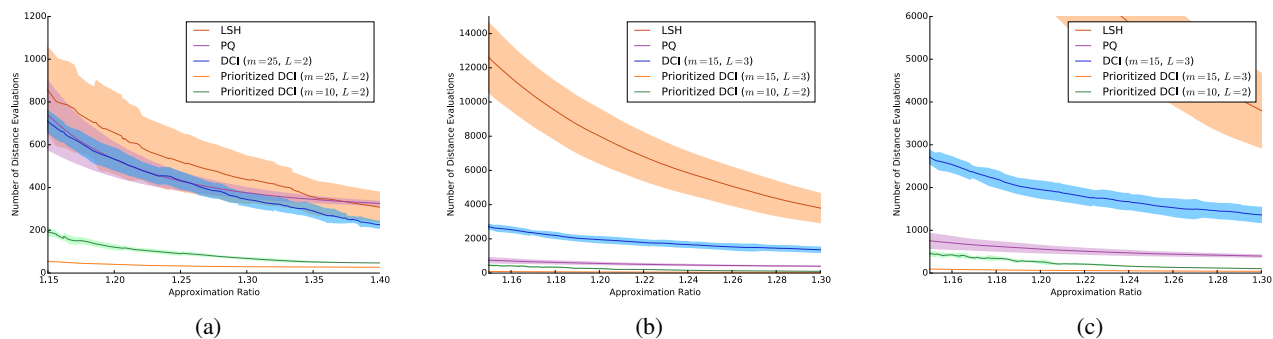 1200
1000
800
600
400
200
0
Number of Distance Evaluations
LSH
PQ
DCI (m=25, L=2)
Prioritized DCI (m=25, L=2)
Prioritized DCI (m=10, L=2)
1.15 1.20 1.25 1.30 1.35 1.40
Approximation Ratio
(a)
14000
12000
10000
8000
6000
4000
2000
0
Number of Distance Evaluations
LSH
PQ
DCI (m=15, L=3)
Prioritized DCI (m=15, L=3)
Prioritized DCI (m=10, L=2)
1.16 1.18 1.20 1.22 1.24 1.26 1.28 1.30
Approximation Ratio
(b)
6000
5000
4000
3000
2000
1000
0
Number of Distance Evaluations
LSH
PQ
DCI (m=15, L=3)
Prioritized DCI (m=15, L=3)
Prioritized DCI (m=10, L=2)
1.16 1.18 1.20 1.22 1.24 1.26 1.28 1.30
Approximation Ratio
(c)